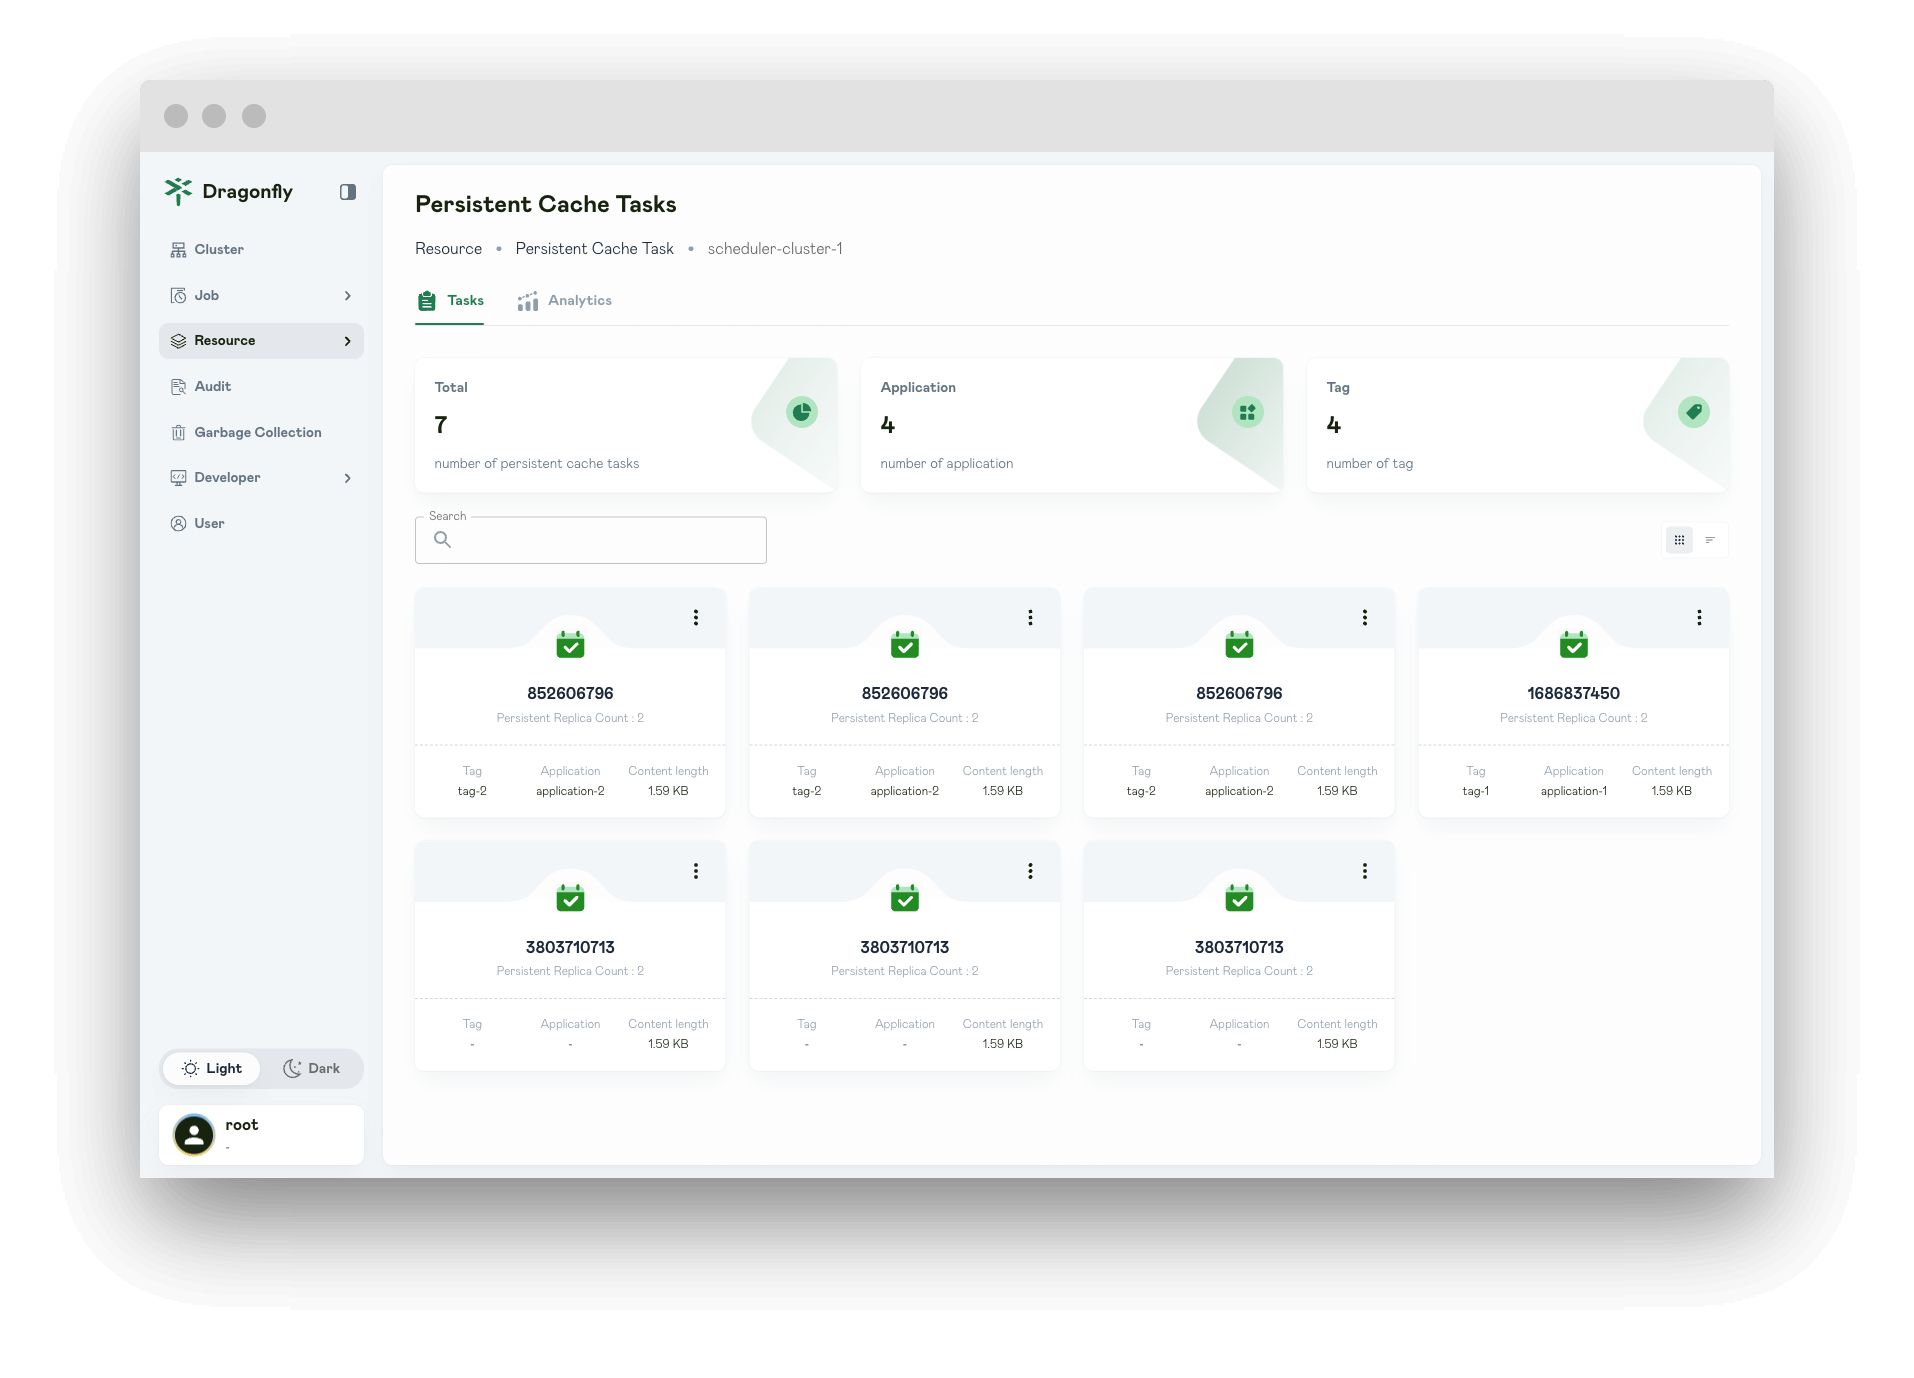 Dragonfly
Cluster
Job
Resource
Audit
Garbage Collection
Developer
User
Light Dark
root
-
Persistent Cache Tasks
Resource • Persistent Cache Task • scheduler-cluster-1
Tasks Analytics
Total
7
number of persistent cache tasks
Application
4
number of application
Tag
4
number of tag
Search
852606796
Persistent Replica Count : 2
Tag Application Content length
tag-2 application-2 1.59 KB
852606796
Persistent Replica Count : 2
Tag Application Content length
tag-2 application-2 1.59 KB
852606796
Persistent Replica Count : 2
Tag Application Content length
tag-2 application-2 1.59 KB
1686837450
Persistent Replica Count : 2
Tag Application Content length
tag-1 application-1 1.59 KB
3803710713
Persistent Replica Count : 2
Tag Application Content length
- - 1.59 KB
3803710713
Persistent Replica Count : 2
Tag Application Content length
- - 1.59 KB
3803710713
Persistent Replica Count : 2
Tag Application Content length
- - 1.59 KB